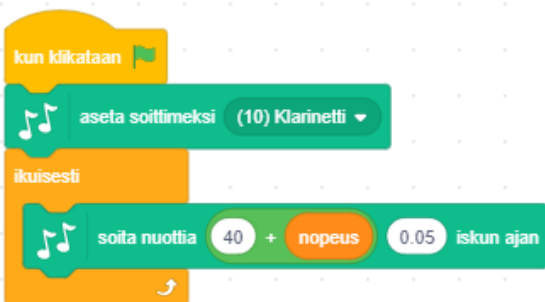 kun klikataan
aseta soittimeksi (10) Klarinetti
ikuisesti
soita nuottia 40 + nopeus 0.05 iskun ajan